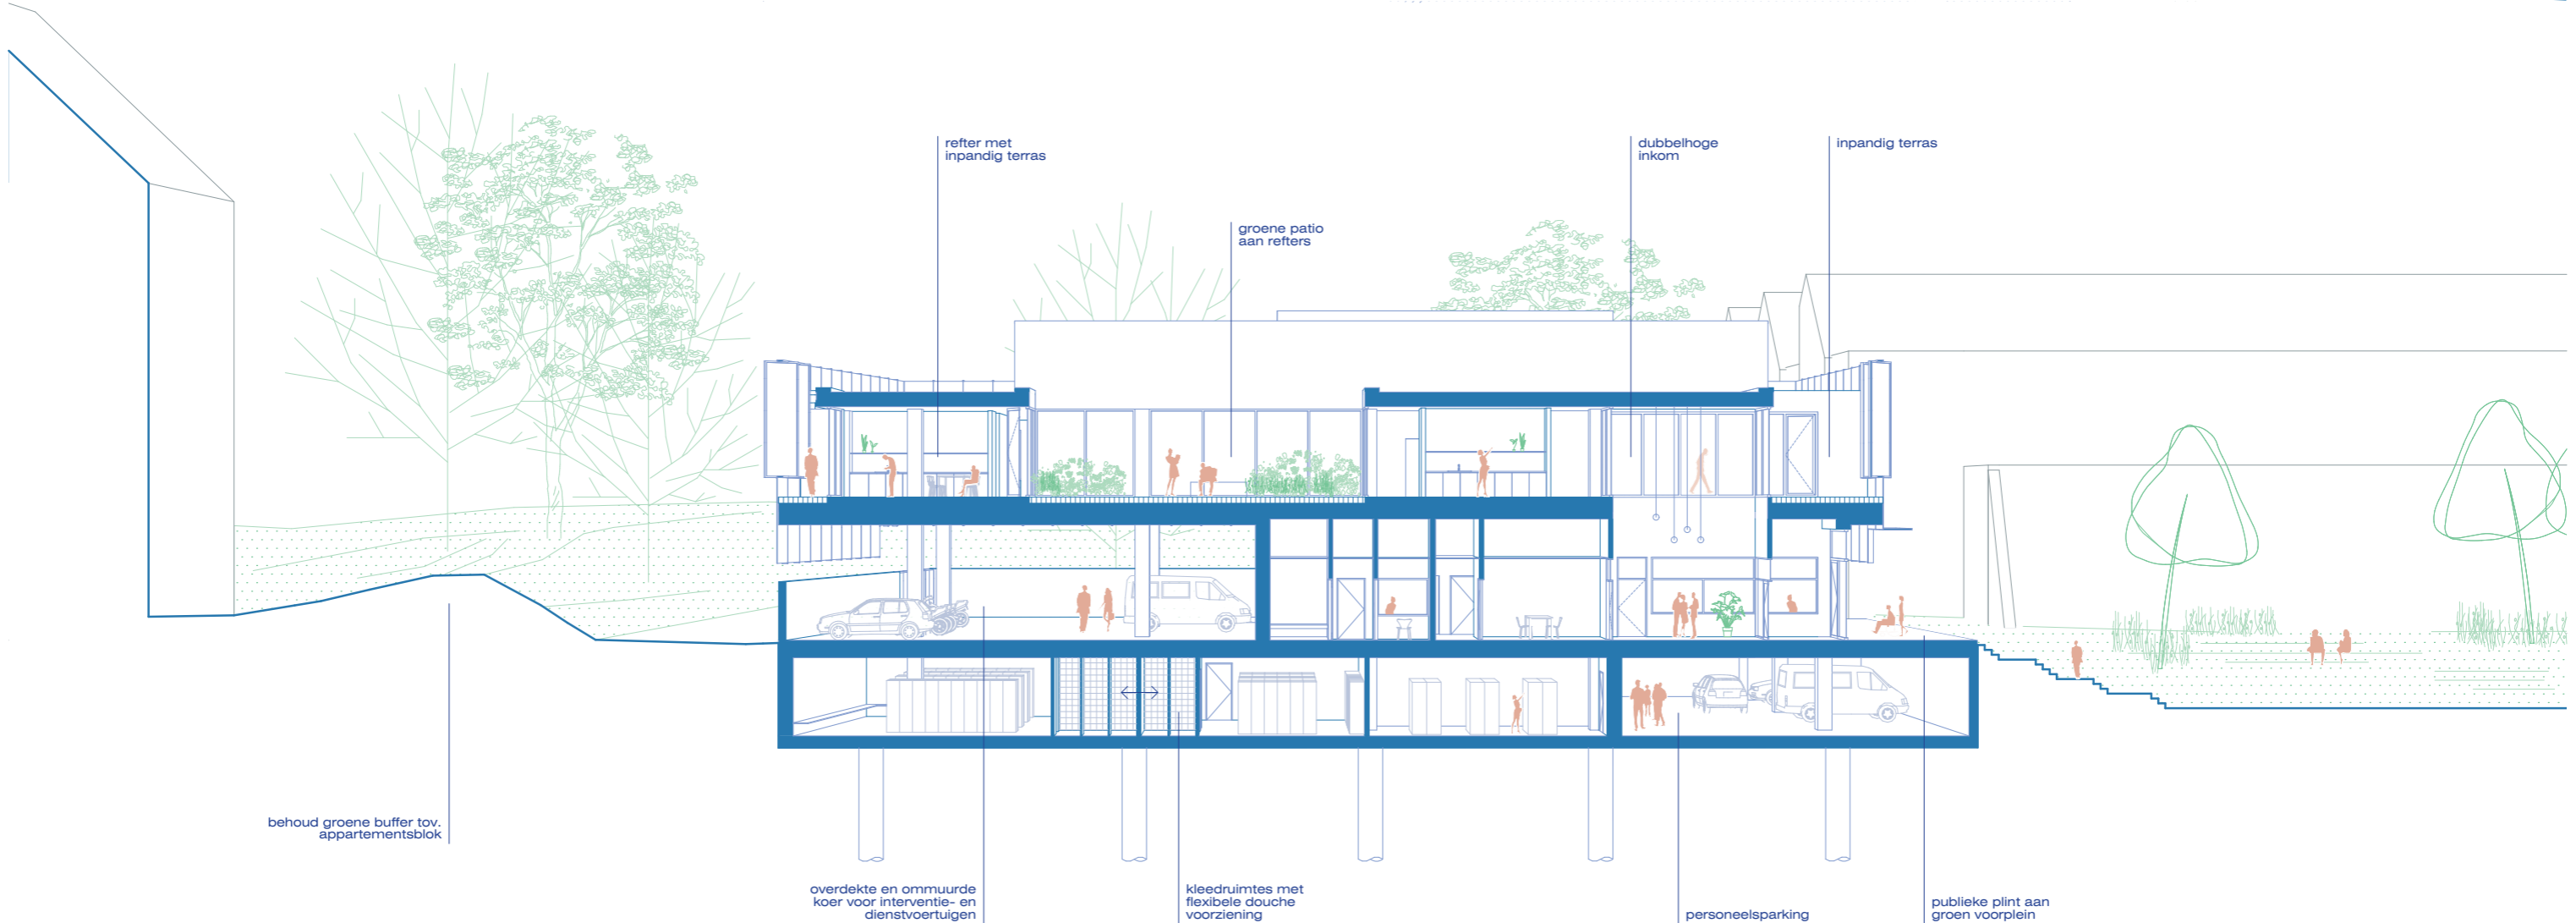 refter met
inpandig terras
dubbelhoge
inkom
inpandig terras
groene patio
aan refters
behoud groene buffer tov.
appartementsblok
overdekte en ommuurde
koer voor interventie- en
dienstvoertuigen
kleedruimtes met
flexibele douche
voorziening
personeelsparking
publieke plint aan
groen voorplein